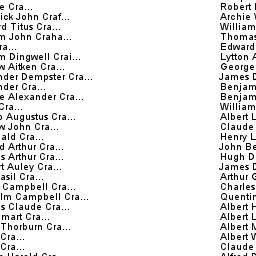 e Cra... Robert
ick John Craf... Archie
rd Titus Cra... William
m John Craha... Thomas
ra... Edward
m Dingwell Crai... Lytton
w Aitken Cra... George
nder Dempster Cra... James
nder Cra... Benjam
e Alexander Cra... Benjam
Cra... William
o Augustus Cra... Albert
w John Cra... Claude
ald Cra... Henry
d Arthur Cra... John Be
s Arthur Cra... Hugh D
rt Auley Cra... James D
asil Cra... Arthur
Campbell Cra... Charles
lm Campbell Cra... Quentin
s Claude Cra... Albert
mart Cra... Albert
Thorburn Cra... Albert
Cra... Albert
Cra... Claude